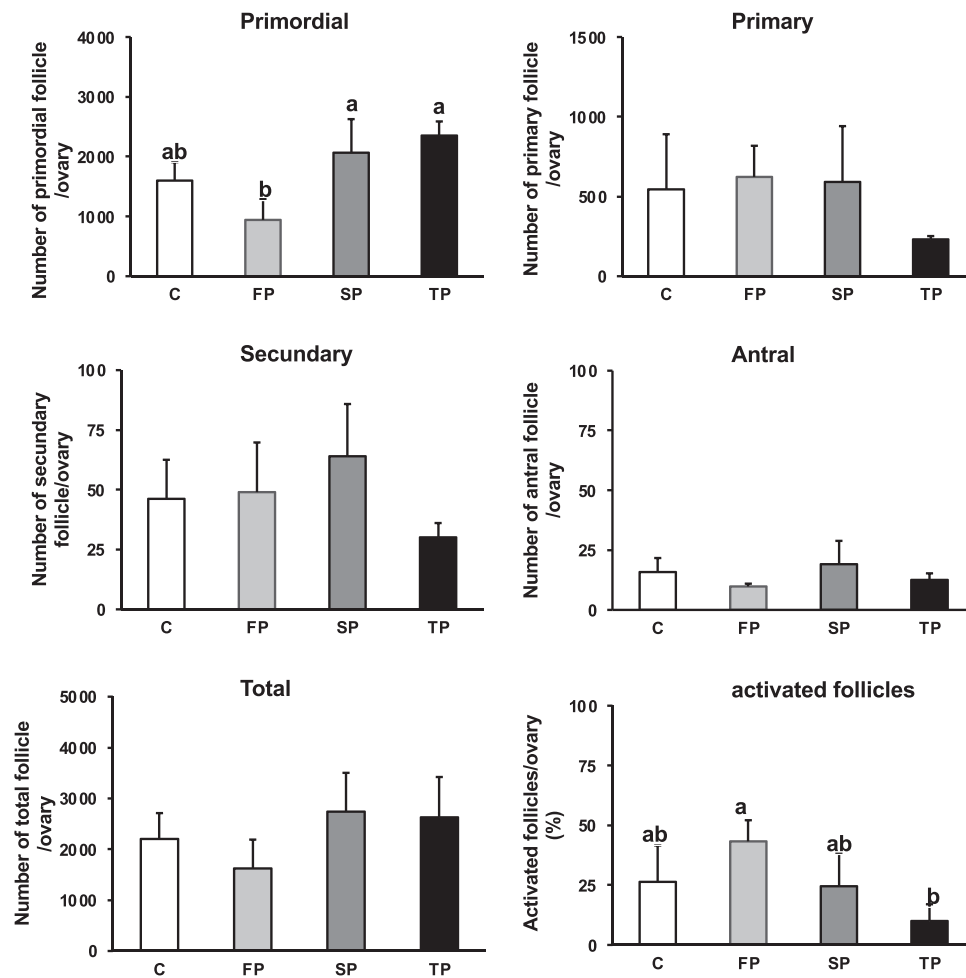 Primordial
Number of primordial follicle
/ovary
4000
3000
2000
1000
0
ab
b
a
a
C FP SP TP
Primary
Number of primary follicle
/ovary
1500
1000
500
0
C FP SP TP
Secundary
Number of secundary
follicle/ovary
100
75
50
25
0
C FP SP TP
Antral
Number of antral follicle
/ovary
100
75
50
25
0
C FP SP TP
Total
Number of total follicle
/ovary
5000
4000
3000
2000
1000
0
C FP SP TP
activated follicles
Activated follicles/ovary
(%)
100
75
50
25
0
ab
a
ab
b
C FP SP TP